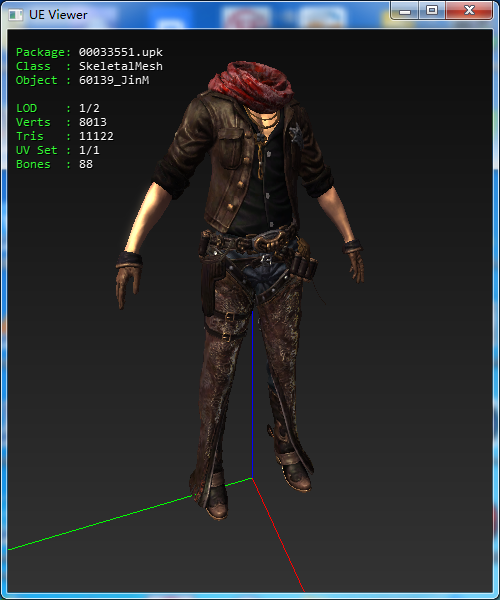 UE Viewer
Package: 00033551.upk
Class : SkeletalMesh
Object : 60139_JinM
LOD : 1/2
Verts : 8013
Tris : 11122
UV Set : 1/1
Bones : 88